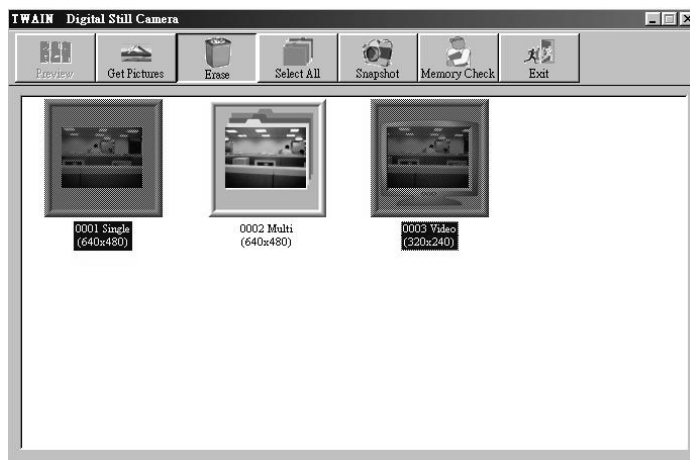 TWAIN Digital Still Camera
Preview Get Pictures Erase Select All Snapshot Memory Check Exit
0001 Single
(640x480)
0002 Multi
(640x480)
0003 Video
(320x240)